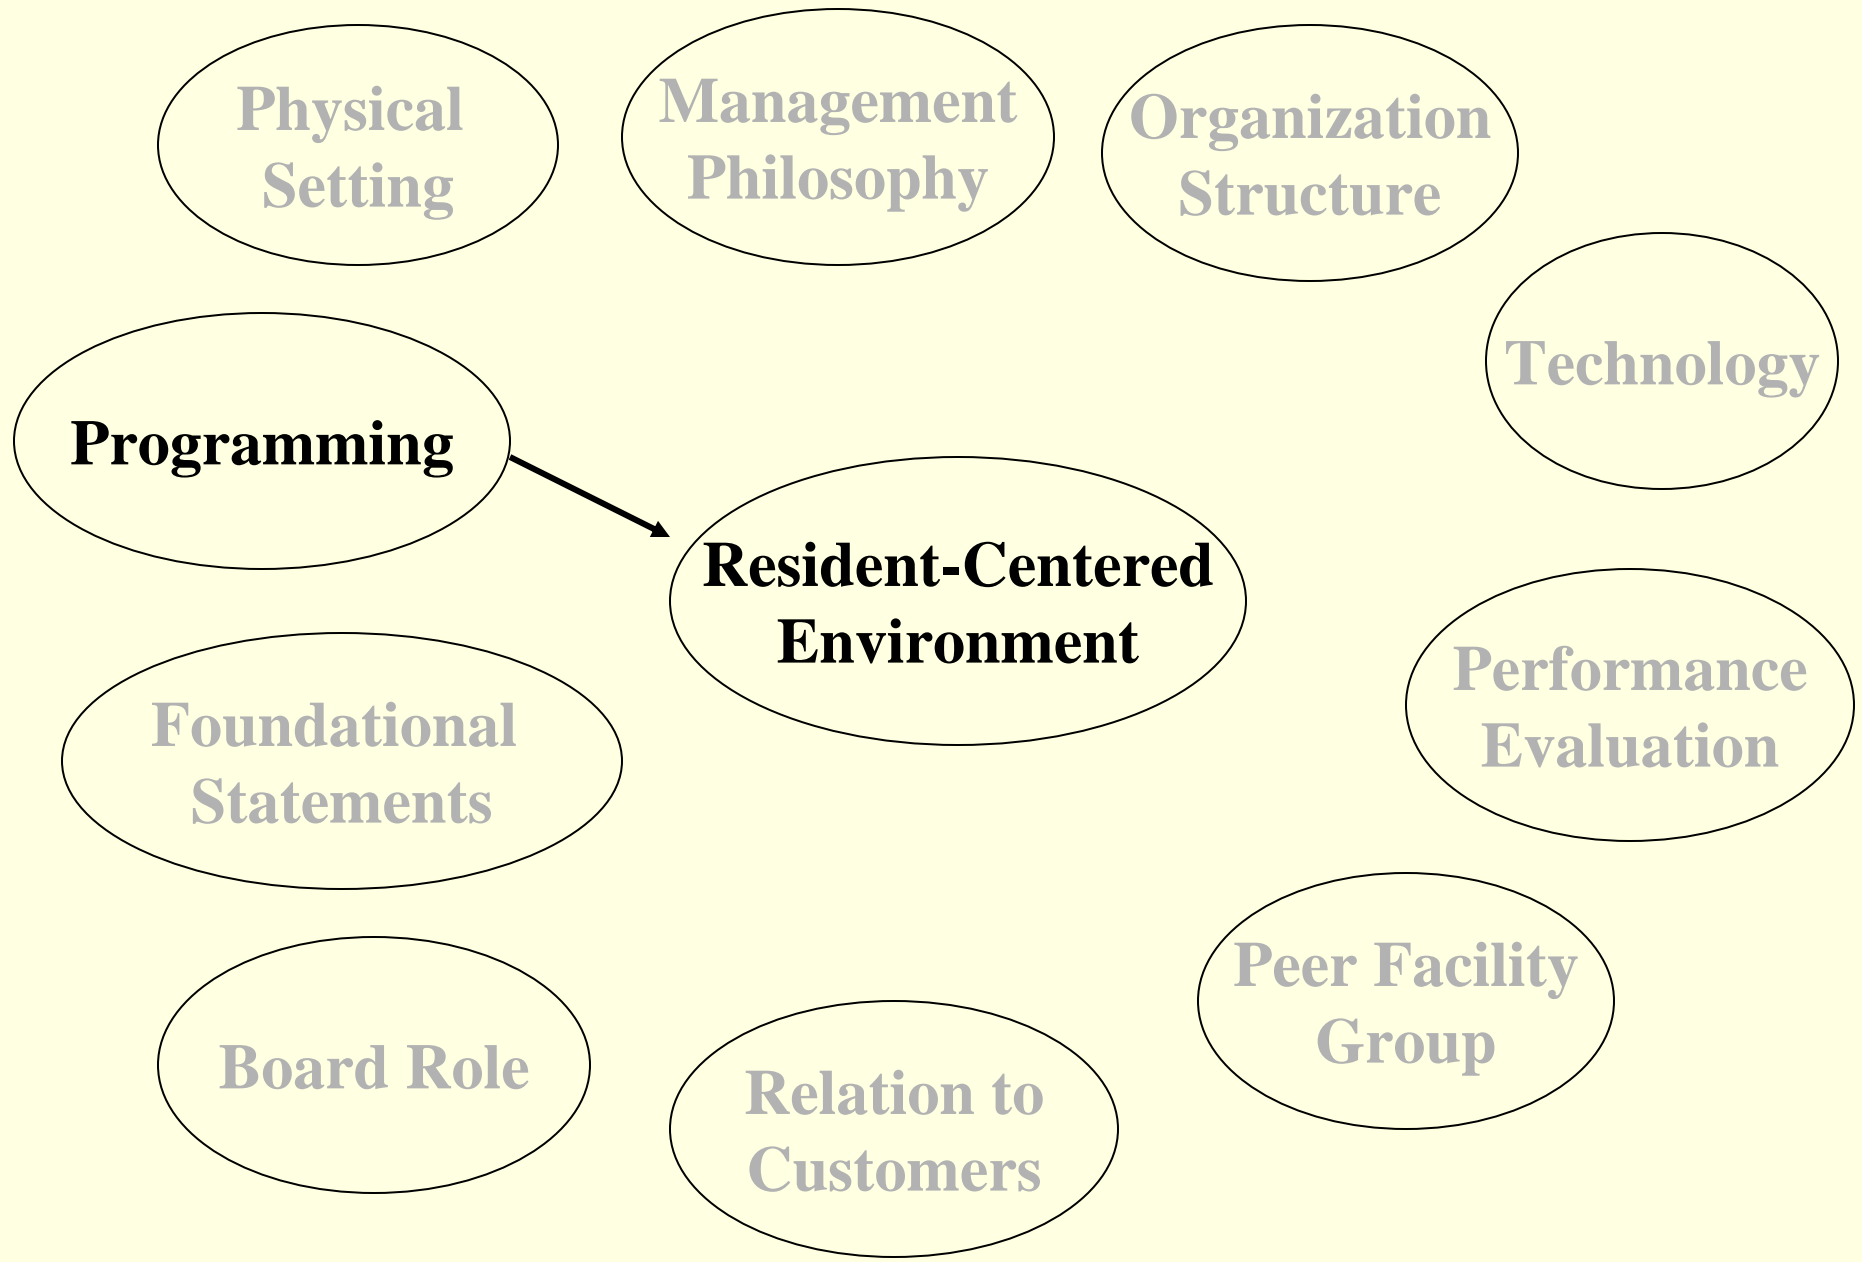 Physical
Setting
Management
Philosophy
Organization
Structure
Technology
Programming
Resident-Centered
Environment
Performance
Evaluation
Foundational
Statements
Peer Facility
Group
Board Role
Relation to
Customers